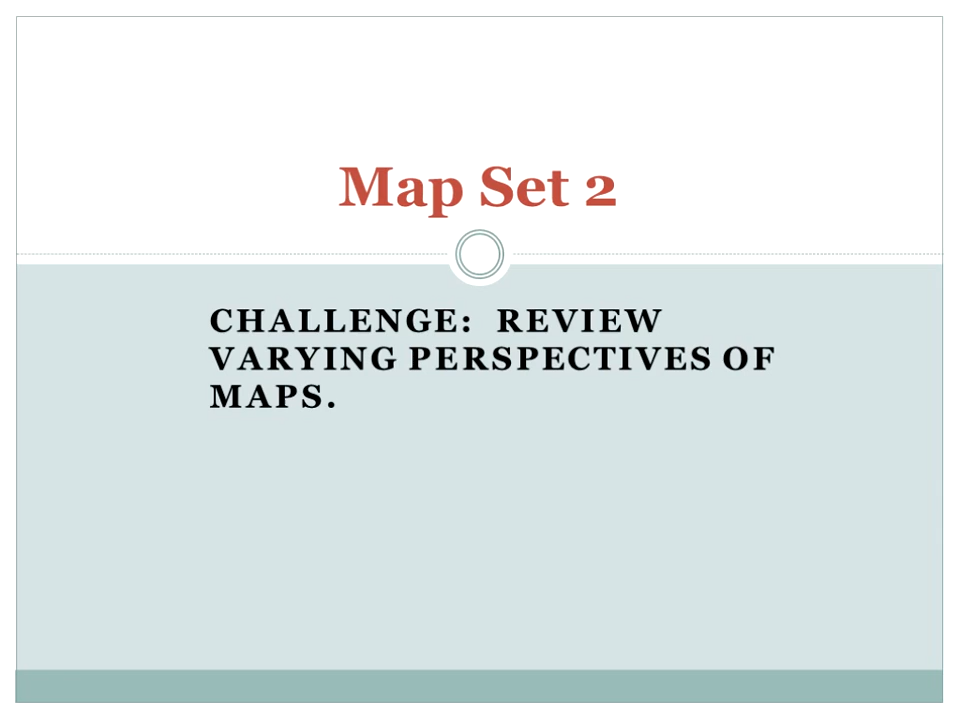 Map Set 2
CHALLENGE:  REVIEW
VARYING PERSPECTIVES OF
MAPS.